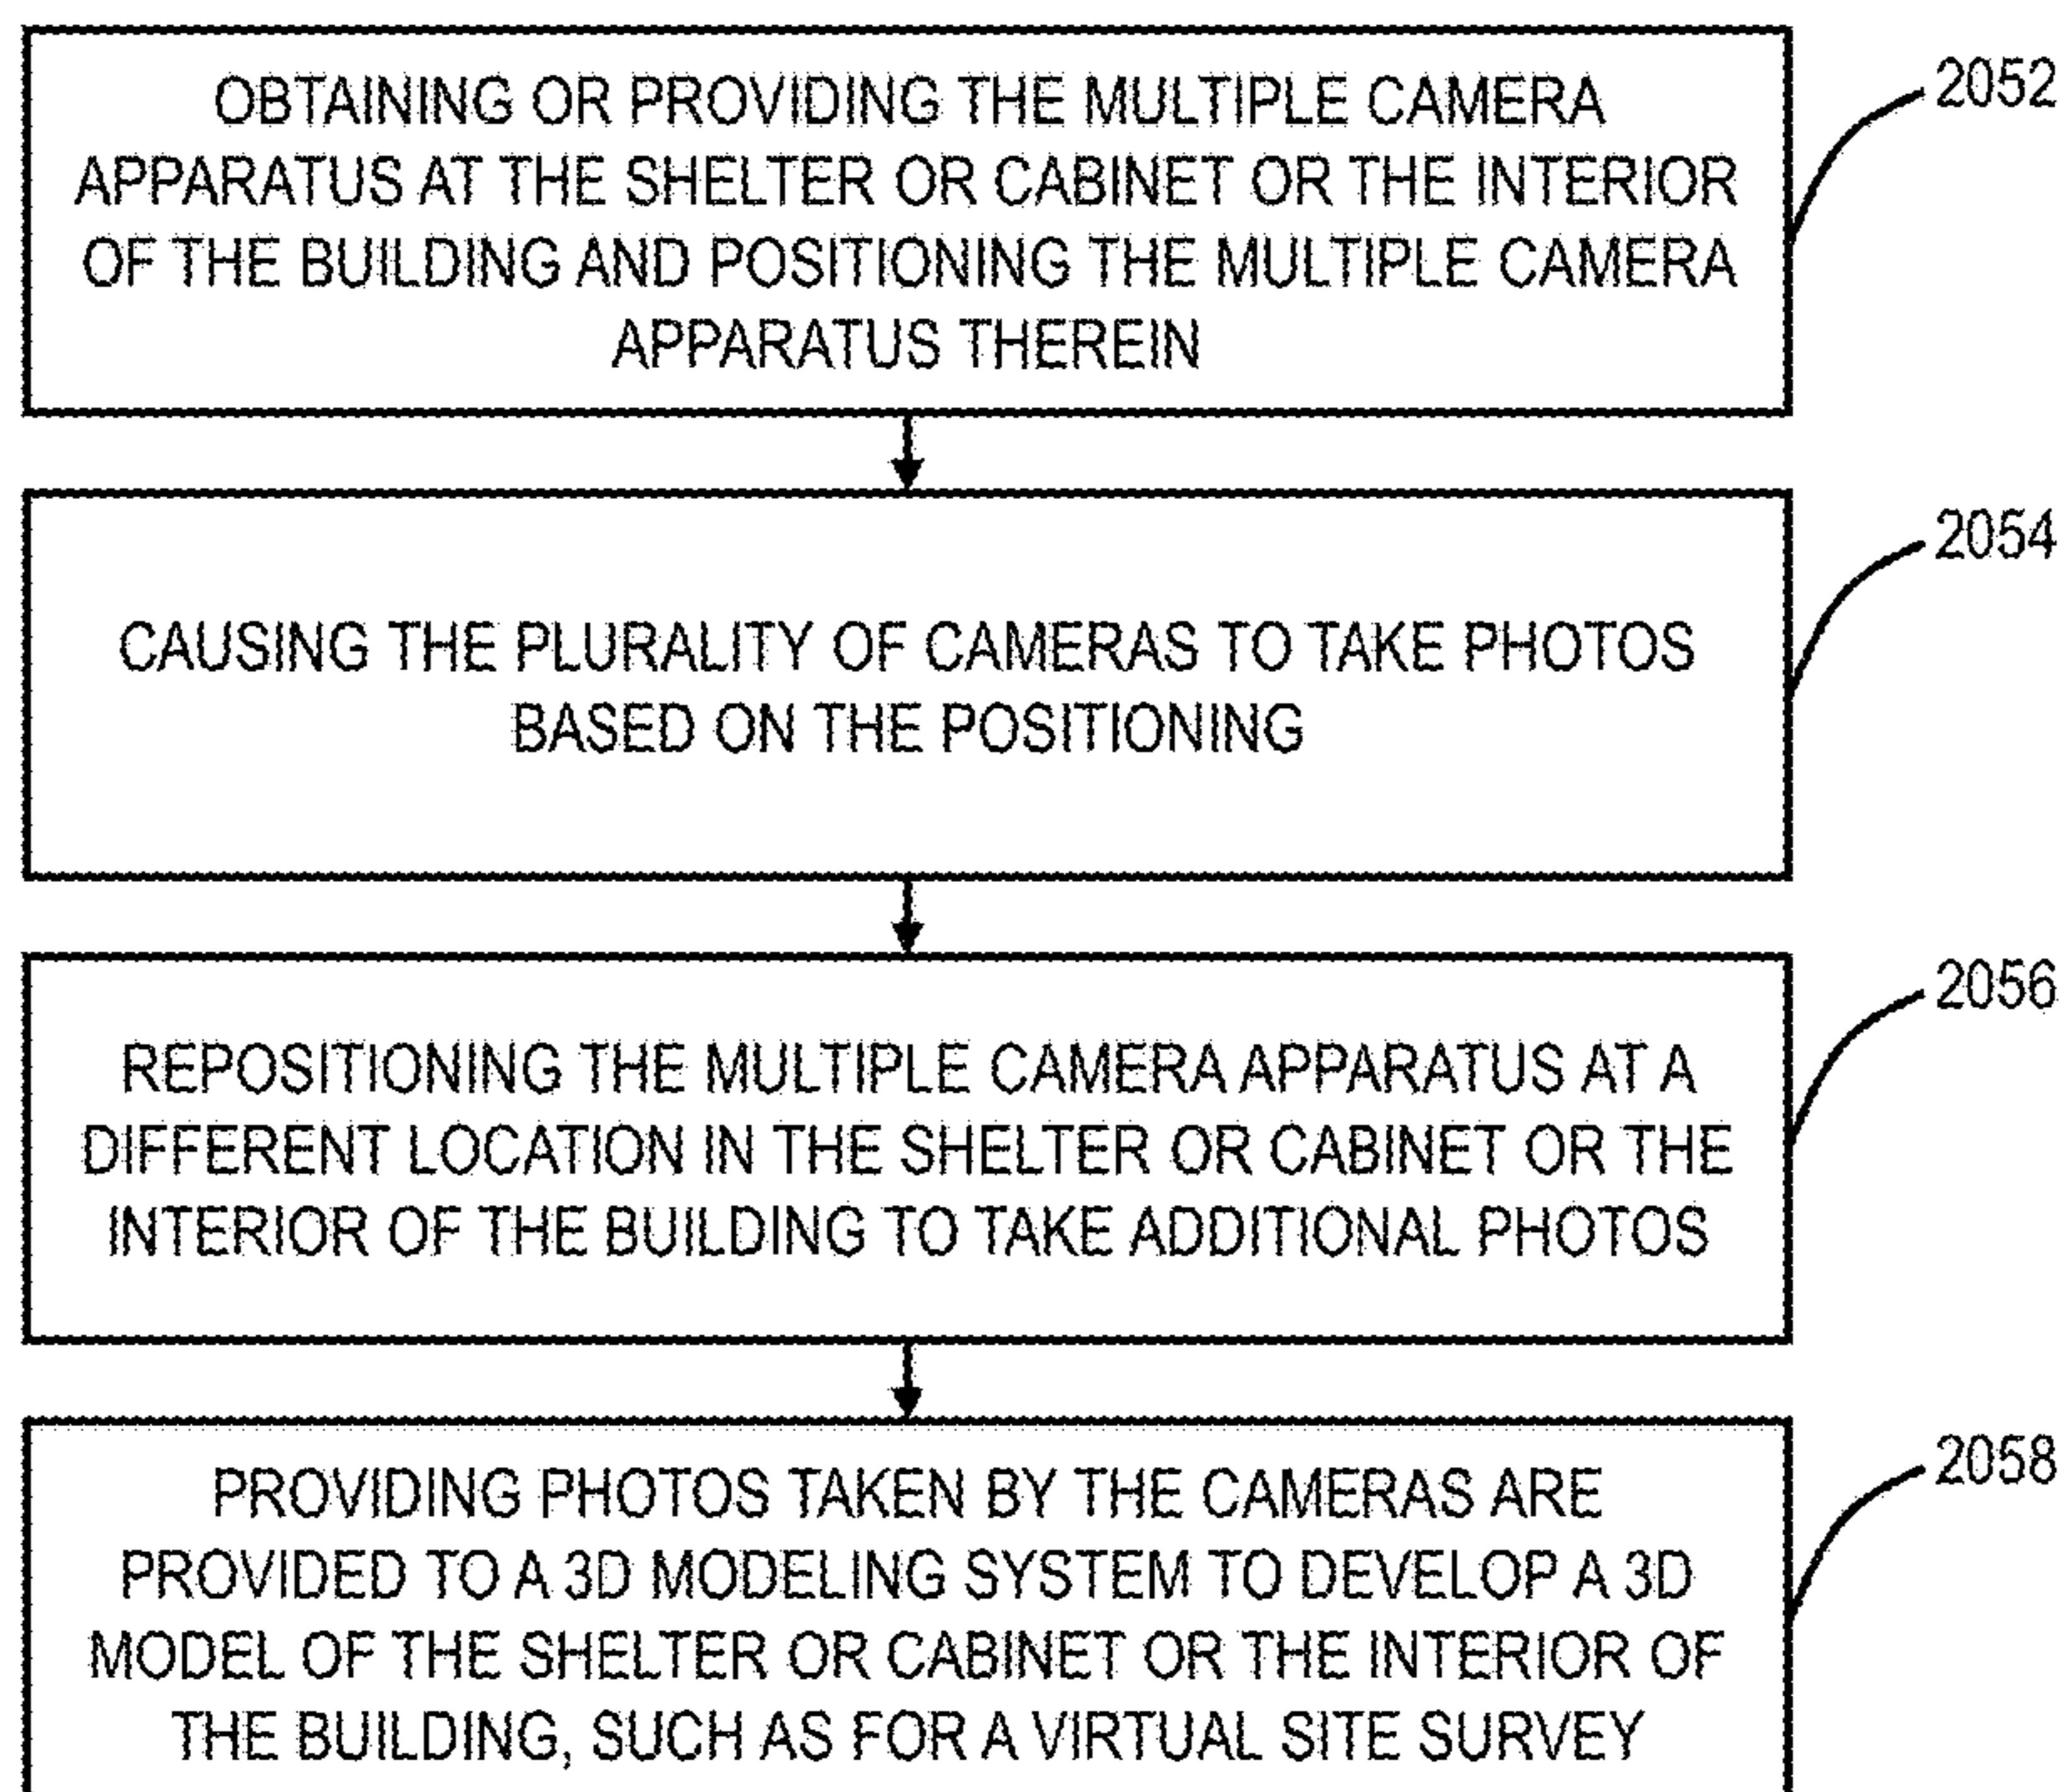 OBTAINING OR PROVIDING THE MULTIPLE CAMERA
APPARATUS AT THE SHELTER OR CABINET OR THE INTERIOR
OF THE BUILDING AND POSITIONING THE MULTIPLE CAMERA
APPARATUS THEREIN
2052
CAUSING THE PLURALITY OF CAMERAS TO TAKE PHOTOS
BASED ON THE POSITIONING
2054
REPOSITIONING THE MULTIPLE CAMERA APPARATUS AT A
DIFFERENT LOCATION IN THE SHELTER OR CABINET OR THE
INTERIOR OF THE BUILDING TO TAKE ADDITIONAL PHOTOS
2056
PROVIDING PHOTOS TAKEN BY THE CAMERAS ARE
PROVIDED TO A 3D MODELING SYSTEM TO DEVELOP A 3D
MODEL OF THE SHELTER OR CABINET OR THE INTERIOR OF
THE BUILDING, SUCH AS FOR A VIRTUAL SITE SURVEY
2058